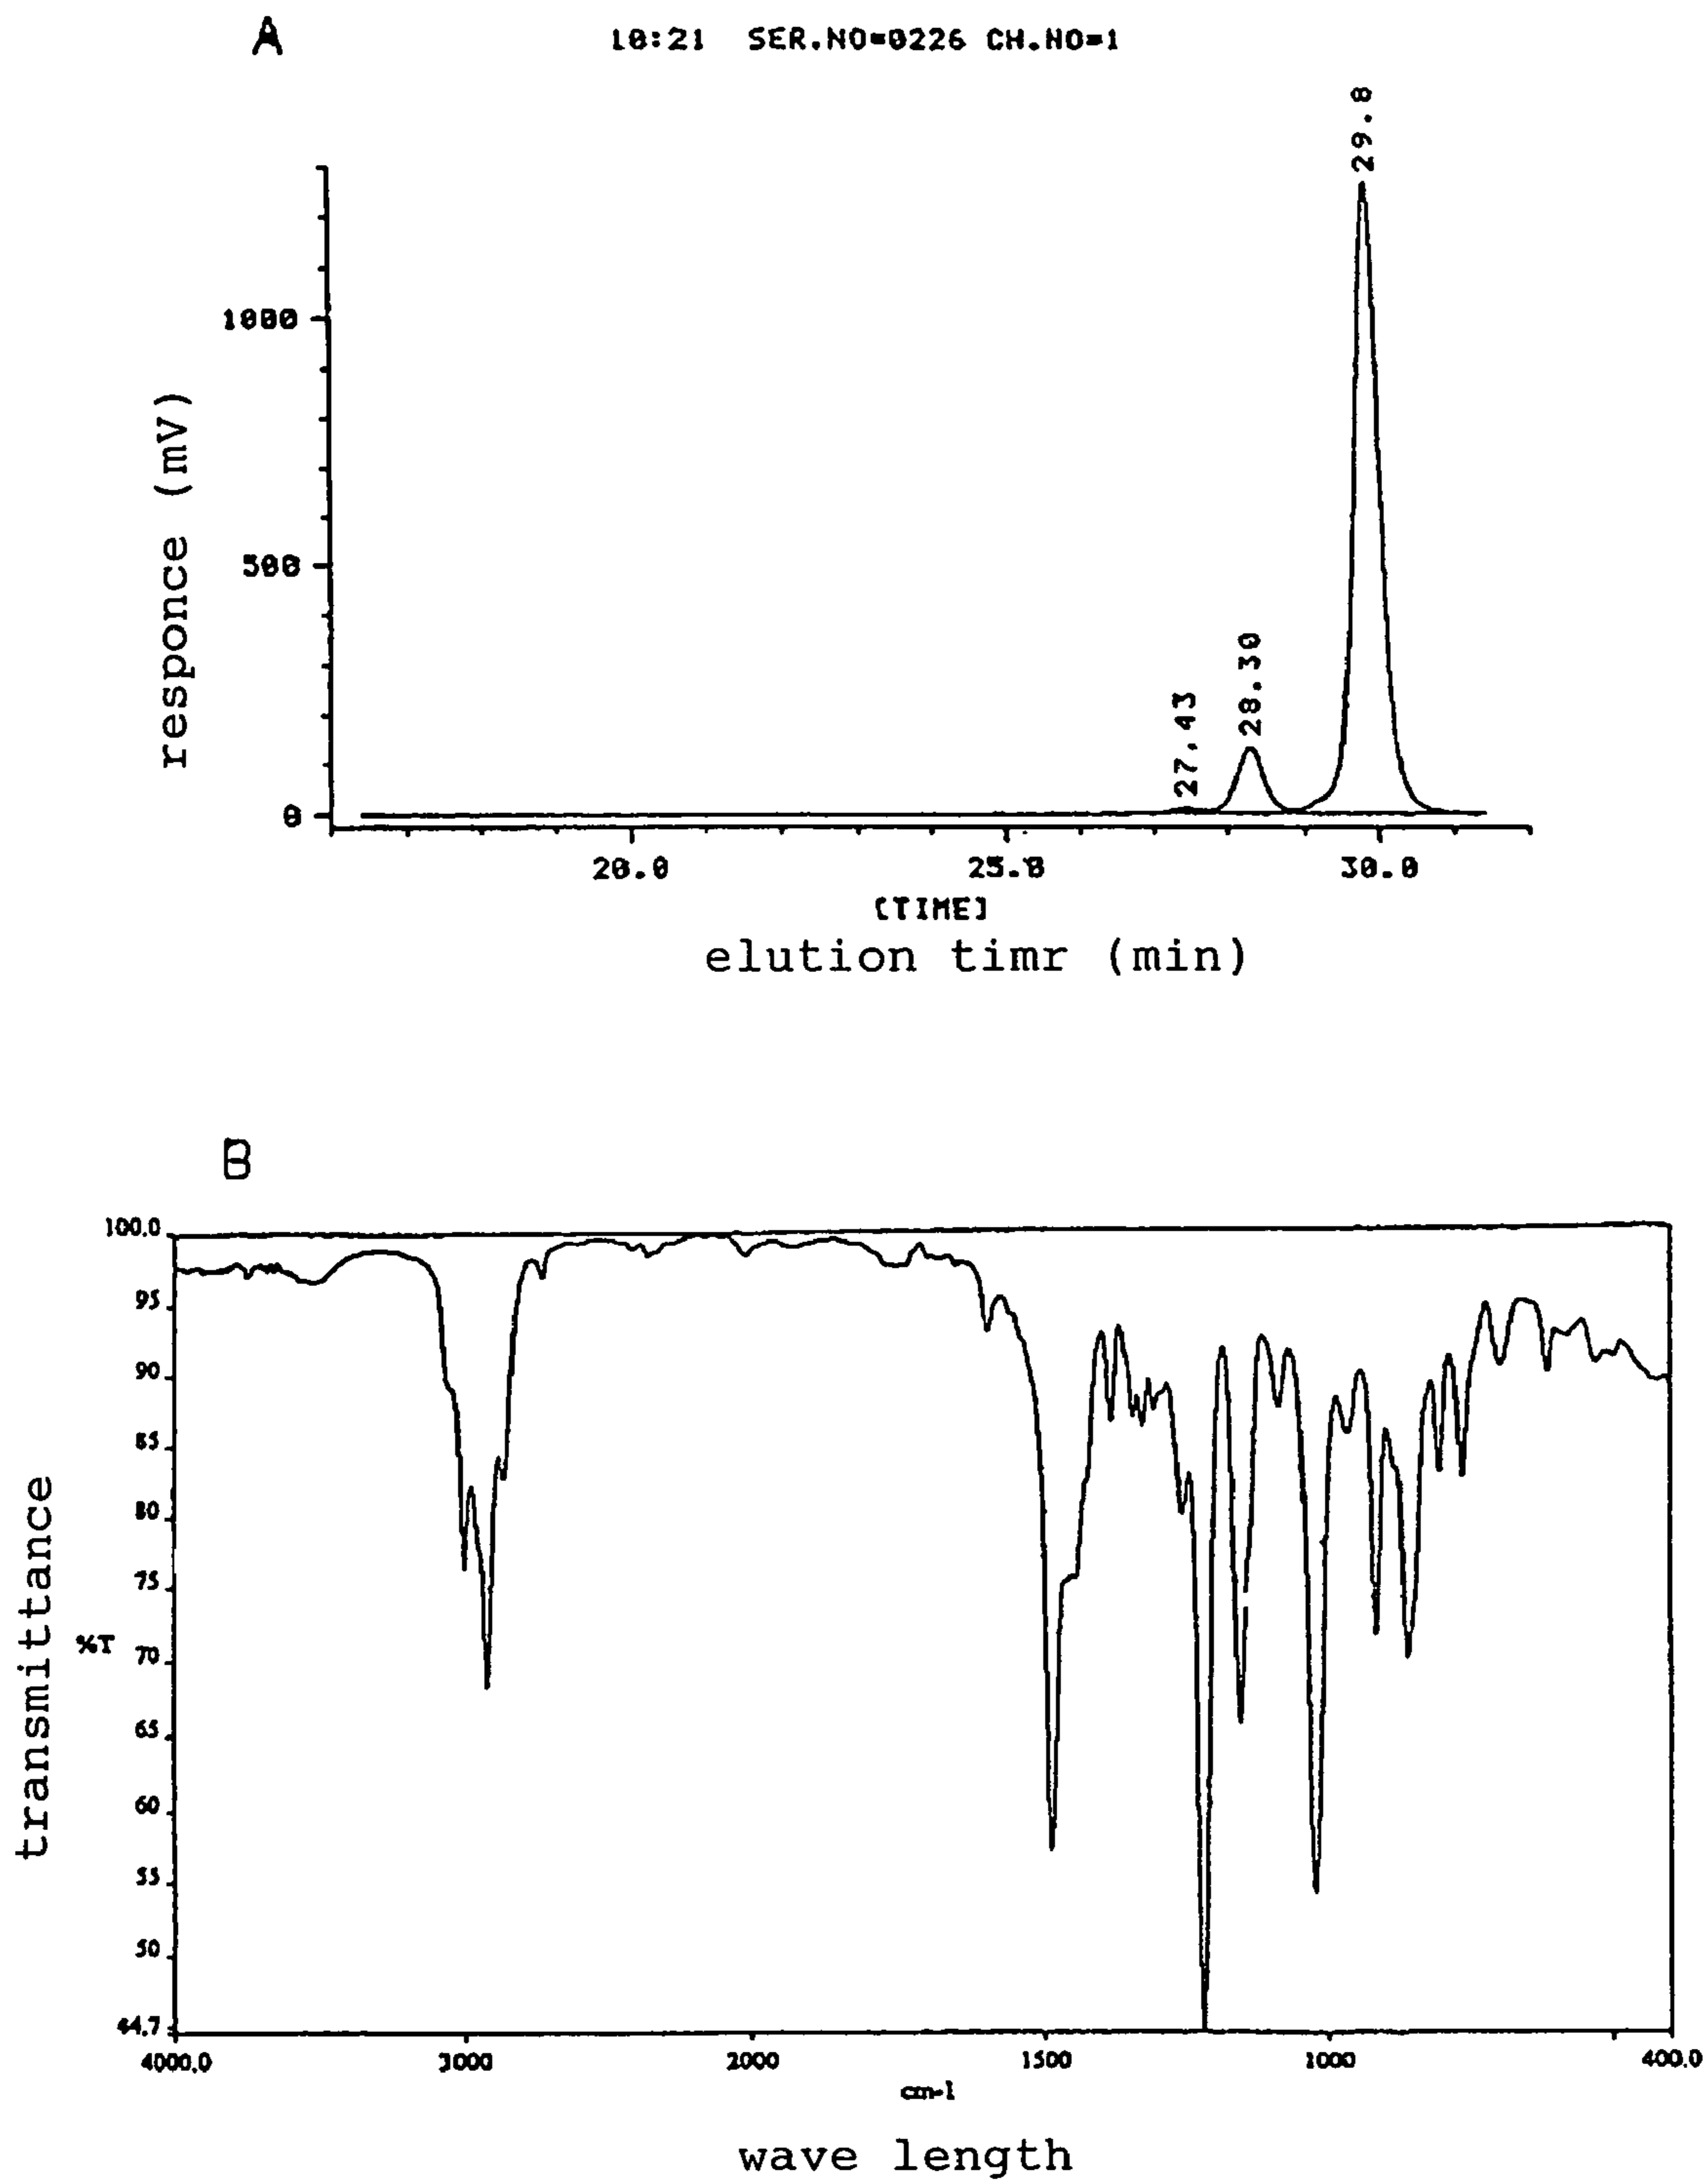 A
10:21 SER.NO=0226 CH.NO=1
29.8
1000
responce (mV)
500
28.30
27.43
0
20.0 25.0 30.0
[TIME]
elution timr (min)
B
100.0
95
90
85
80
75
transmittance
%T 70
65
60
55
50
44.7
4000.0 3000 2000 1500 1000 400.0
cm-1
wave length